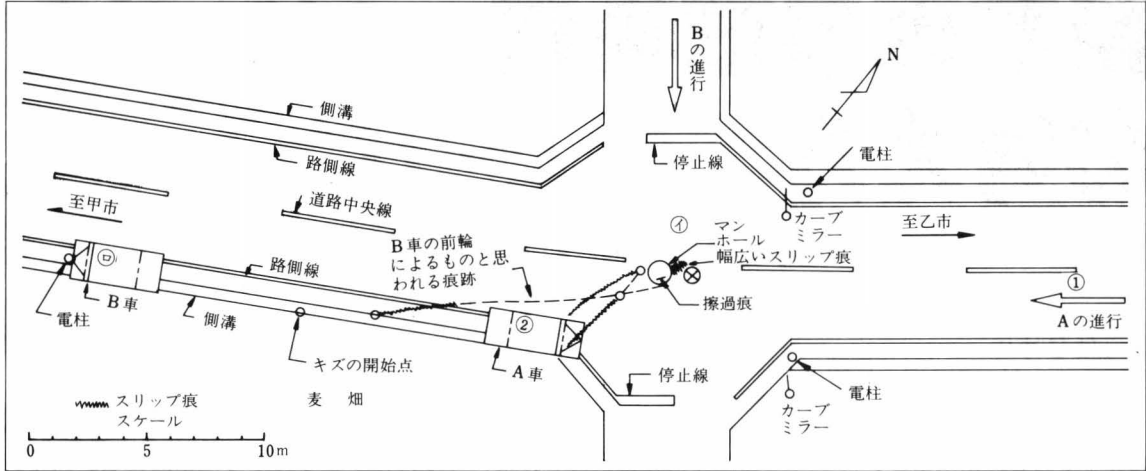 Bの進行
N
側溝
路側線
停止線
電柱
道路中央線
至甲市
カーブ
ミラー
至乙市
イ
マン
ホール
幅広いスリップ痕
B車の前輪
によるものと思
われる痕跡
路側線
ロ
擦過痕
①
Aの進行
B車
電柱
側溝
②
キズの開始点
A車
停止線
電柱
カーブ
ミラー
スリップ痕
スケール
麦畑
0 5 10m